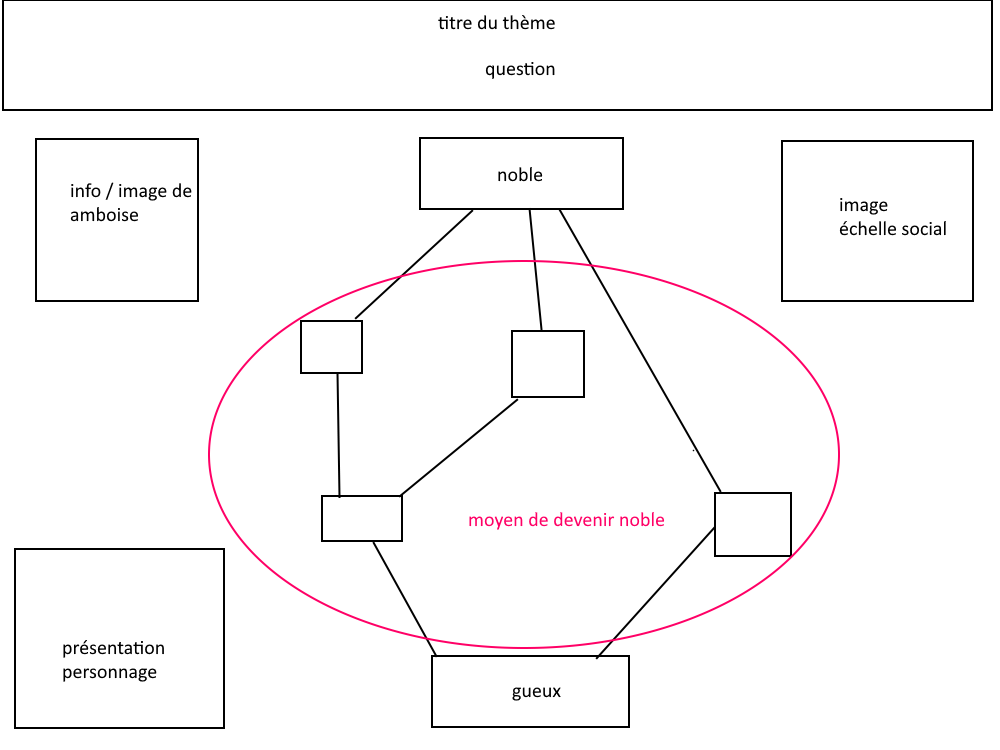 titre du thème
question
noble
info / image de
amboise
image
échelle social
moyen de devenir noble
présentation
personnage
gueux